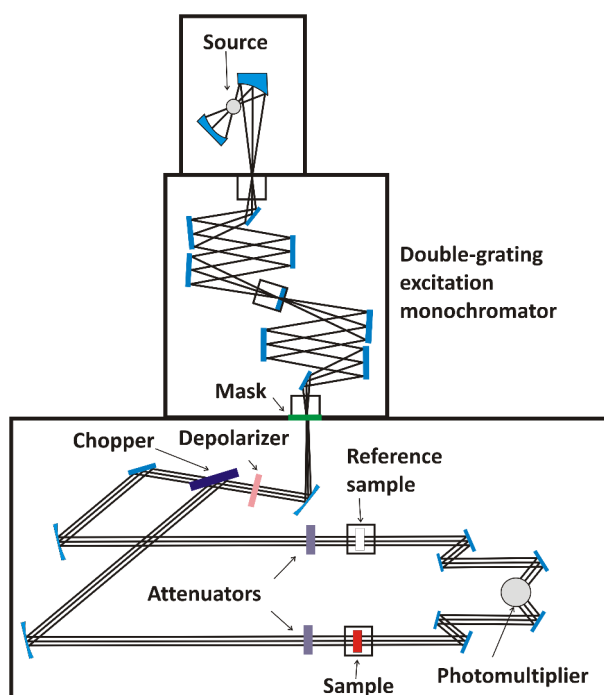 Source
Double-grating
excitation
monochromator
Mask
Chopper
Depolarizer
Reference
sample
Attenuators
Photomultiplier
Sample